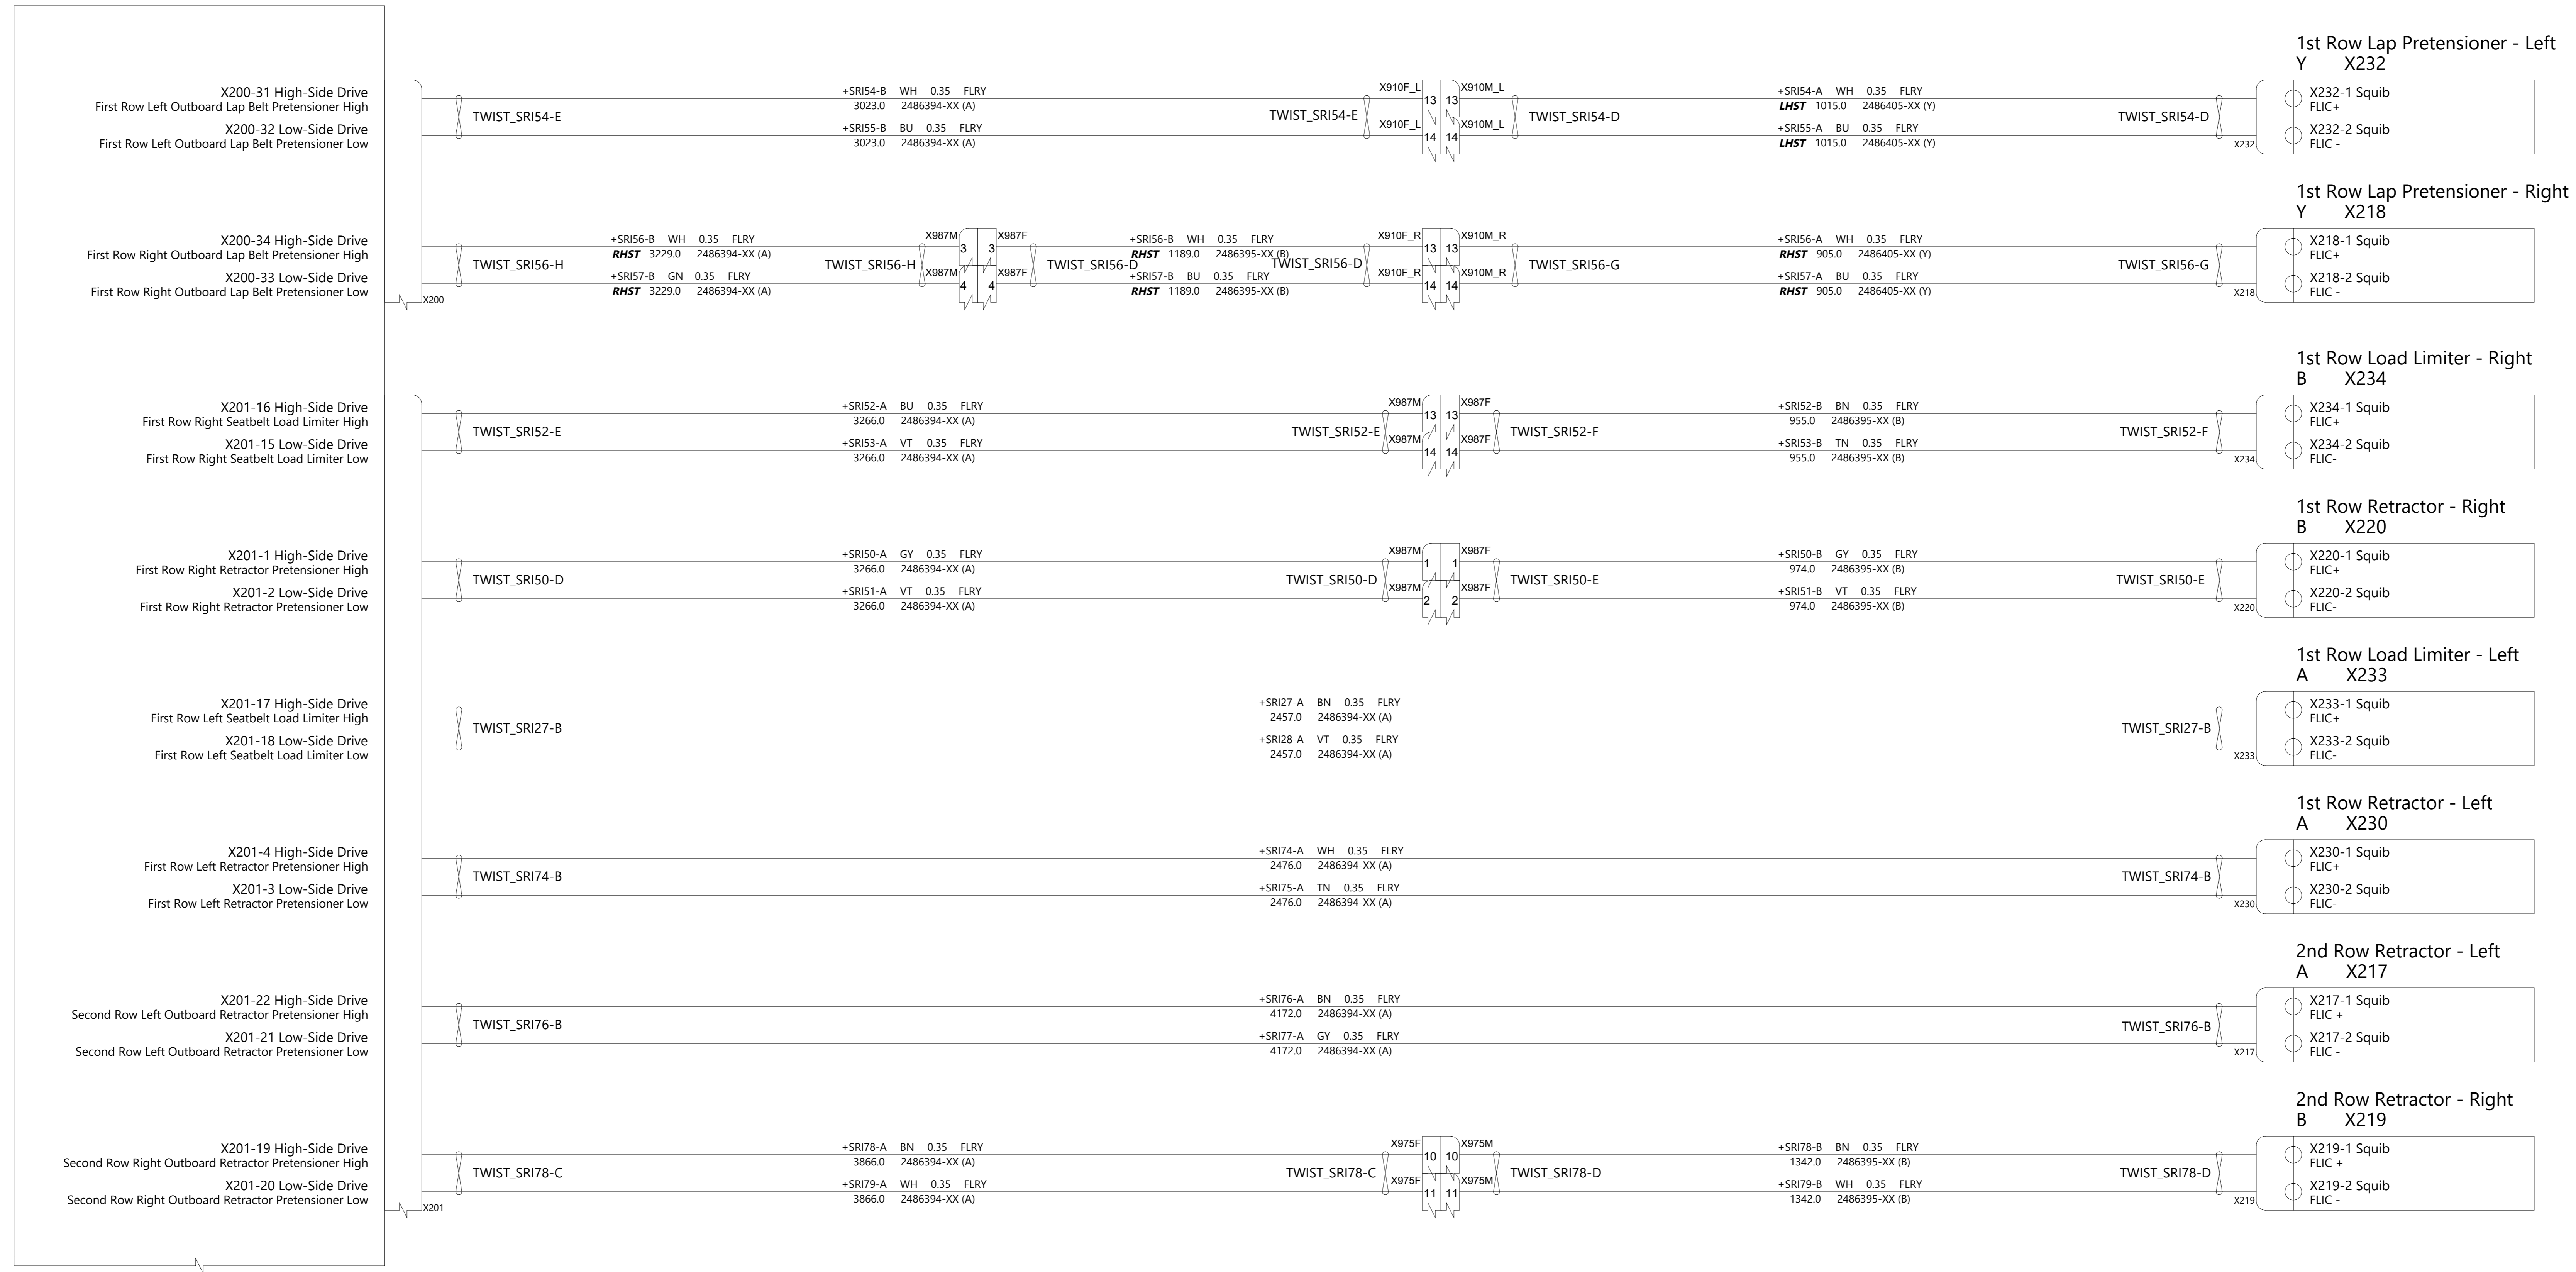 1st Row Lap Pretensioner - Left
Y X232
X200-31 High-Side Drive
First Row Left Outboard Lap Belt Pretensioner High
X200-32 Low-Side Drive
First Row Left Outboard Lap Belt Pretensioner Low
TWIST_SRI54-E
+SRI54-B WH 0.35 FLRY
3023.0 2486394-XX (A)
+SRI55-B BU 0.35 FLRY
3023.0 2486394-XX (A)
TWIST_SRI54-E
X910F_L 13 13 X910M_L
X910F_L 14 14 X910M_L
TWIST_SRI54-D
+SRI54-A WH 0.35 FLRY
LHST 1015.0 2486405-XX (Y)
+SRI55-A BU 0.35 FLRY
LHST 1015.0 2486405-XX (Y)
TWIST_SRI54-D
X232
X232-1 Squib
FLIC+
X232-2 Squib
FLIC -
1st Row Lap Pretensioner - Right
Y X218
X200-34 High-Side Drive
First Row Right Outboard Lap Belt Pretensioner High
X200-33 Low-Side Drive
First Row Right Outboard Lap Belt Pretensioner Low
X200
TWIST_SRI56-H
+SRI56-B WH 0.35 FLRY
RHST 3229.0 2486394-XX (A)
+SRI57-B GN 0.35 FLRY
RHST 3229.0 2486394-XX (A)
TWIST_SRI56-H
X987M 3 3 X987F
X987M 4 4 X987F
TWIST_SRI56-D
+SRI56-B WH 0.35 FLRY
RHST 1189.0 2486395-XX (B)
+SRI57-B BU 0.35 FLRY
RHST 1189.0 2486395-XX (B)
TWIST_SRI56-D
X910F_R 13 13 X910M_R
X910F_R 14 14 X910M_R
TWIST_SRI56-G
+SRI56-A WH 0.35 FLRY
RHST 905.0 2486405-XX (Y)
+SRI57-A BU 0.35 FLRY
RHST 905.0 2486405-XX (Y)
TWIST_SRI56-G
X218
X218-1 Squib
FLIC+
X218-2 Squib
FLIC -
1st Row Load Limiter - Right
B X234
X201-16 High-Side Drive
First Row Right Seatbelt Load Limiter High
X201-15 Low-Side Drive
First Row Right Seatbelt Load Limiter Low
TWIST_SRI52-E
+SRI52-A BU 0.35 FLRY
3266.0 2486394-XX (A)
+SRI53-A VT 0.35 FLRY
3266.0 2486394-XX (A)
TWIST_SRI52-E
X987M 13 13 X987F
X987M 14 14 X987F
TWIST_SRI52-F
+SRI52-B BN 0.35 FLRY
955.0 2486395-XX (B)
+SRI53-B TN 0.35 FLRY
955.0 2486395-XX (B)
TWIST_SRI52-F
X234
X234-1 Squib
FLIC+
X234-2 Squib
FLIC-
1st Row Retractor - Right
B X220
X201-1 High-Side Drive
First Row Right Retractor Pretensioner High
X201-2 Low-Side Drive
First Row Right Retractor Pretensioner Low
TWIST_SRI50-D
+SRI50-A GY 0.35 FLRY
3266.0 2486394-XX (A)
+SRI51-A VT 0.35 FLRY
3266.0 2486394-XX (A)
TWIST_SRI50-D
X987M 1 1 X987F
X987M 2 2 X987F
TWIST_SRI50-E
+SRI50-B GY 0.35 FLRY
974.0 2486395-XX (B)
+SRI51-B VT 0.35 FLRY
974.0 2486395-XX (B)
TWIST_SRI50-E
X220
X220-1 Squib
FLIC+
X220-2 Squib
FLIC-
1st Row Load Limiter - Left
A X233
X201-17 High-Side Drive
First Row Left Seatbelt Load Limiter High
X201-18 Low-Side Drive
First Row Left Seatbelt Load Limiter Low
TWIST_SRI27-B
+SRI27-A BN 0.35 FLRY
2457.0 2486394-XX (A)
+SRI28-A VT 0.35 FLRY
2457.0 2486394-XX (A)
TWIST_SRI27-B
X233
X233-1 Squib
FLIC+
X233-2 Squib
FLIC-
1st Row Retractor - Left
A X230
X201-4 High-Side Drive
First Row Left Retractor Pretensioner High
X201-3 Low-Side Drive
First Row Left Retractor Pretensioner Low
TWIST_SRI74-B
+SRI74-A WH 0.35 FLRY
2476.0 2486394-XX (A)
+SRI75-A TN 0.35 FLRY
2476.0 2486394-XX (A)
TWIST_SRI74-B
X230
X230-1 Squib
FLIC+
X230-2 Squib
FLIC-
2nd Row Retractor - Left
A X217
X201-22 High-Side Drive
Second Row Left Outboard Retractor Pretensioner High
X201-21 Low-Side Drive
Second Row Left Outboard Retractor Pretensioner Low
TWIST_SRI76-B
+SRI76-A BN 0.35 FLRY
4172.0 2486394-XX (A)
+SRI77-A GY 0.35 FLRY
4172.0 2486394-XX (A)
TWIST_SRI76-B
X217
X217-1 Squib
FLIC +
X217-2 Squib
FLIC -
2nd Row Retractor - Right
B X219
X201-19 High-Side Drive
Second Row Right Outboard Retractor Pretensioner High
X201-20 Low-Side Drive
Second Row Right Outboard Retractor Pretensioner Low
X201
TWIST_SRI78-C
+SRI78-A BN 0.35 FLRY
3866.0 2486394-XX (A)
+SRI79-A WH 0.35 FLRY
3866.0 2486394-XX (A)
TWIST_SRI78-C
X975F 10 10 X975M
X975F 11 11 X975M
TWIST_SRI78-D
+SRI78-B BN 0.35 FLRY
1342.0 2486395-XX (B)
+SRI79-B WH 0.35 FLRY
1342.0 2486395-XX (B)
TWIST_SRI78-D
X219
X219-1 Squib
FLIC +
X219-2 Squib
FLIC -